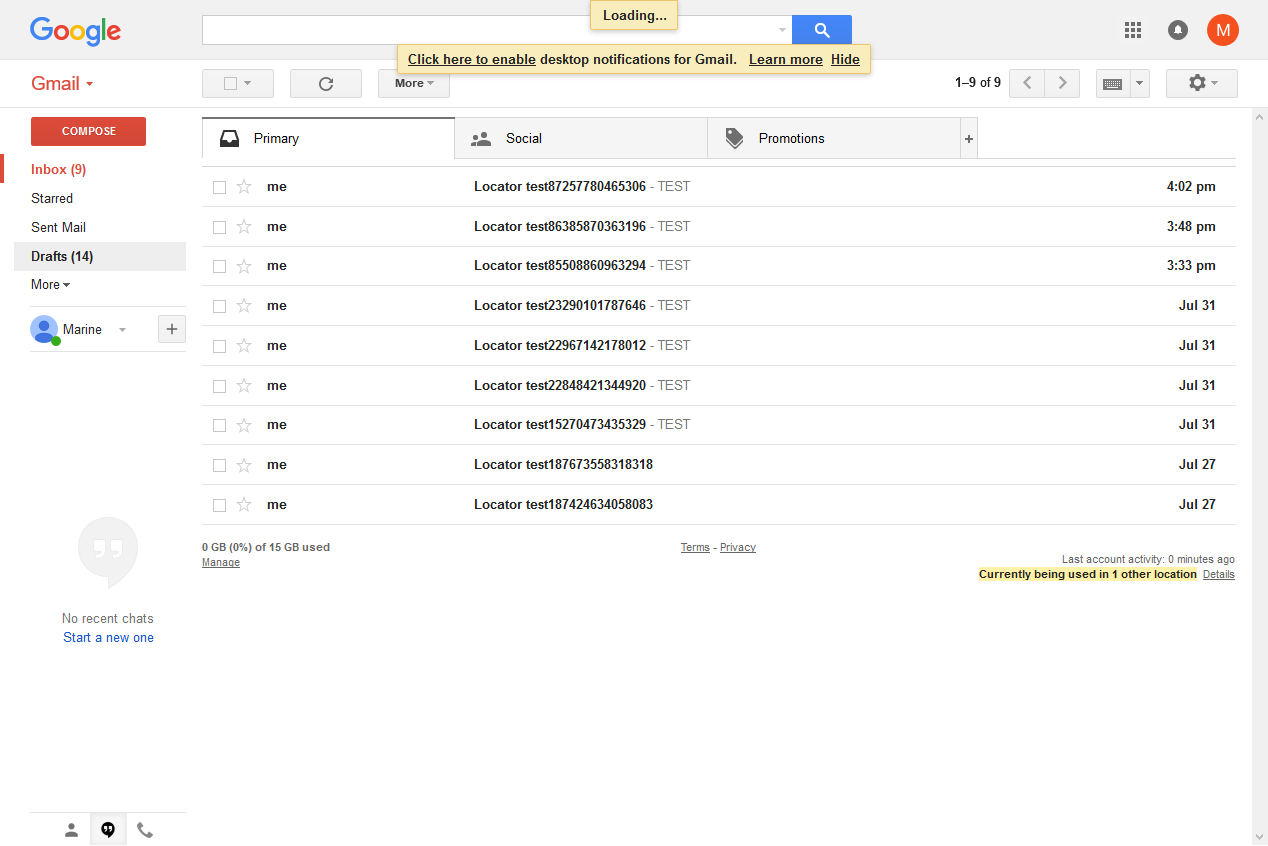 Loading...
Google
M
Click here to enable desktop notifications for Gmail. Learn more Hide
Gmail
More
1–9 of 9
COMPOSE
Inbox (9)
Starred
Sent Mail
Drafts (14)
More
Marine
+
Primary
Social
Promotions
+
me Locator test87257780465306 - TEST 4:02 pm
me Locator test86385870363196 - TEST 3:48 pm
me Locator test85508860963294 - TEST 3:33 pm
me Locator test23290101787646 - TEST Jul 31
me Locator test22967142178012 - TEST Jul 31
me Locator test22848421344920 - TEST Jul 31
me Locator test15270473435329 - TEST Jul 31
me Locator test187673558318318 Jul 27
me Locator test187424634058083 Jul 27
0 GB (0%) of 15 GB used
Manage
Terms - Privacy
Last account activity: 0 minutes ago
Currently being used in 1 other location Details
No recent chats
Start a new one